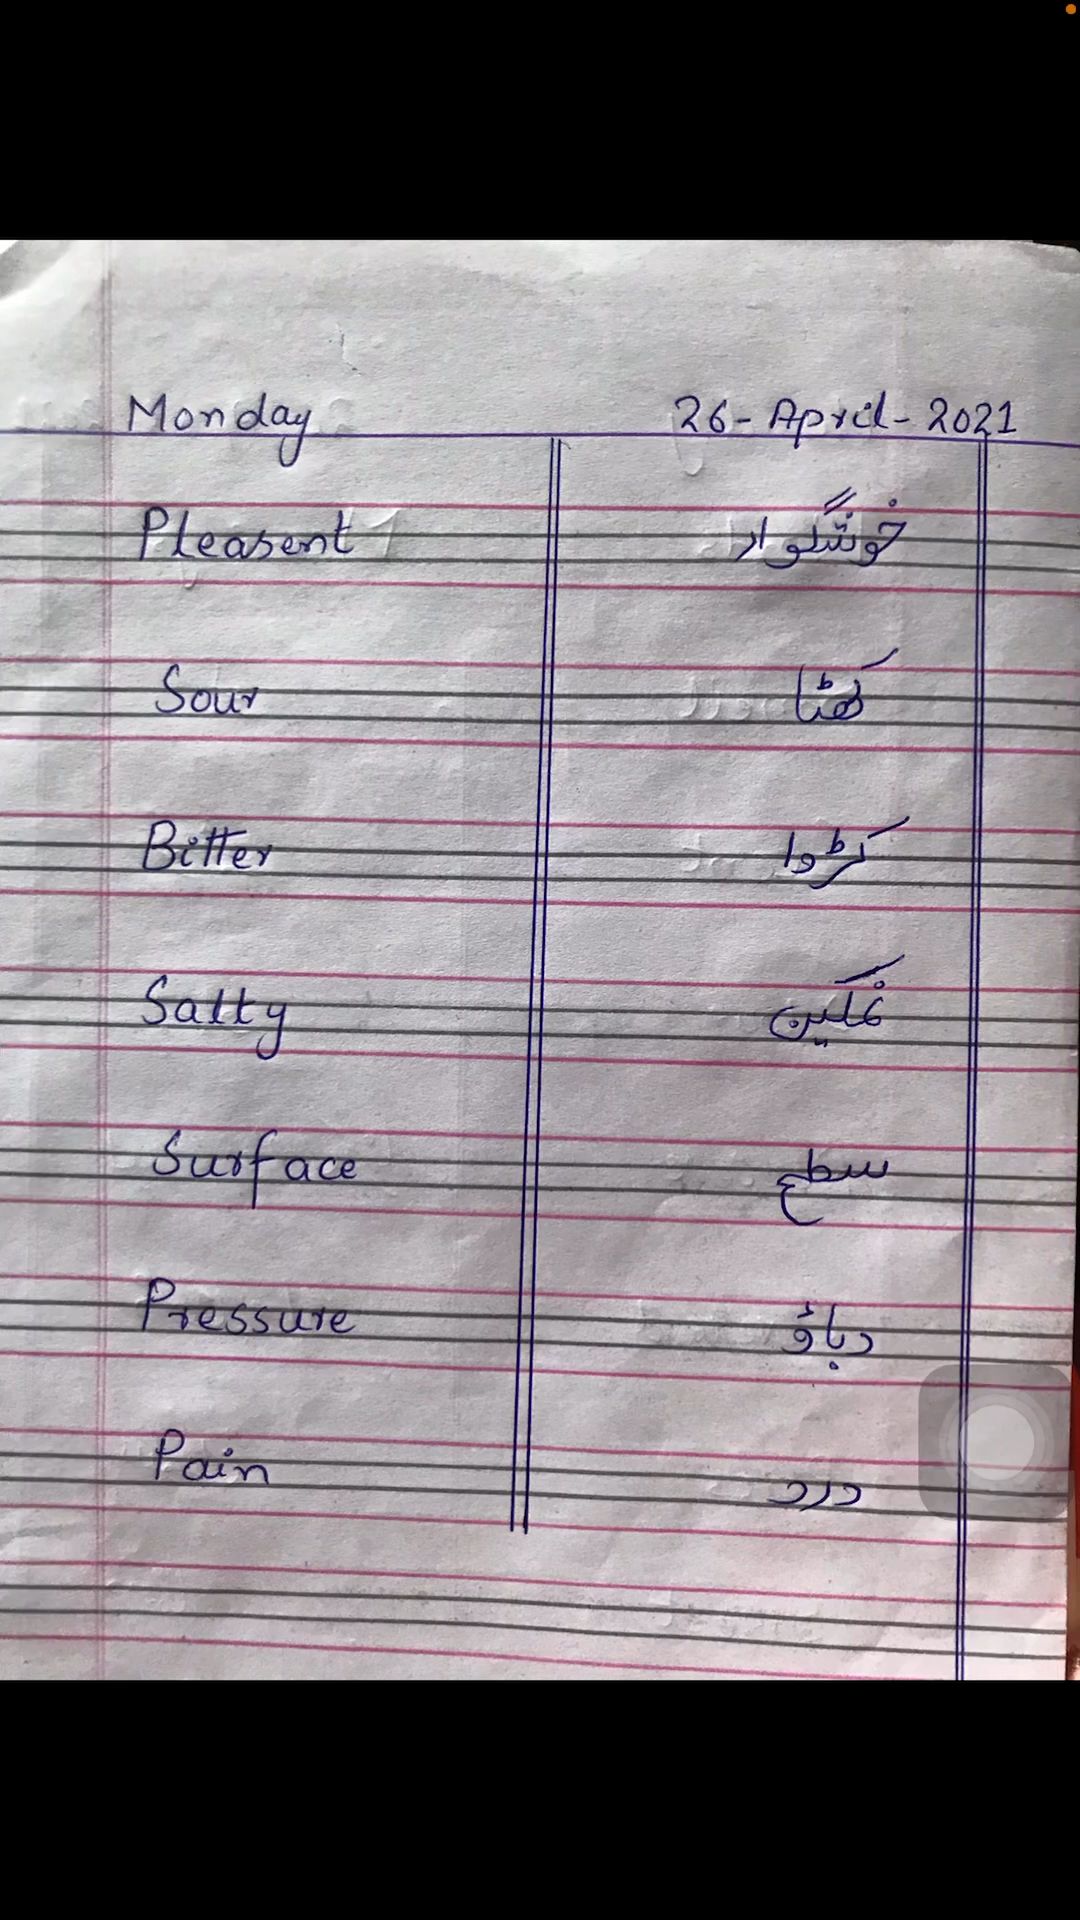 Monday 26-April-2021
Pleasent خوشگوار
Sour کھٹا
Bitter کڑوا
Salty نمکین
Surface سطح
Pressure دباؤ
Pain درد